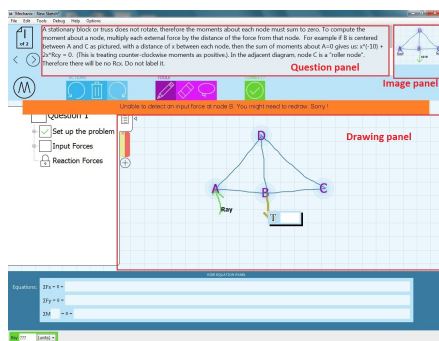 Mechanix - New Sketch*
File Edit Tools Debug Help Options
1
of 2
A stationary block or truss does not rotate, therefore the moments about each node must sum to zero. To compute the
moment about a node, multiply each external force by the distance of the force from that node. For example if B is centered
between A and C as pictured, with a distance of x between each node, then the sum of moments about A=0 gives us: x*(-10) +
2x*Rcy = 0. (This is treating counter-clockwise moments as positive.). In the adjacent diagram, node C is a "roller node".
Therefore there will be no Rcx. Do not label it.
Question panel
Image panel
TOOLS
Unable to detect an input force at node B. You might need to redraw. Sorry!
Question 1
Set up the problem
Input Forces
Reaction Forces
Drawing panel
D
A
B
C
Ray
T
HIDE EQUATION PANEL
Equations:
ΣFx = 0 =
ΣFy = 0 =
ΣM = 0 =
Ray ??? [units]